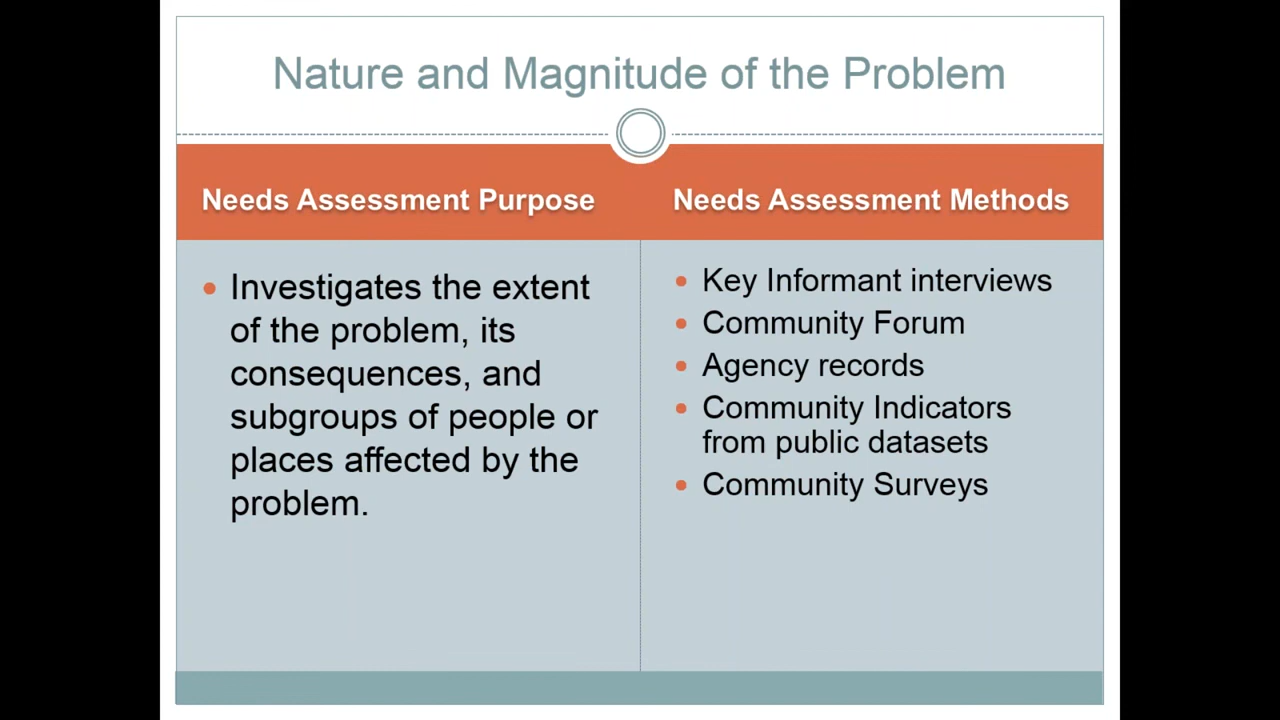 Nature and Magnitude of the Problem
Needs Assessment Purpose
Investigates the extent
of the problem, its
consequences, and
subgroups of people or
places affected by the
problem.
Needs Assessment Methods
Key Informant interviews
Community Forum
Agency records
Community Indicators
from public datasets
Community Surveys